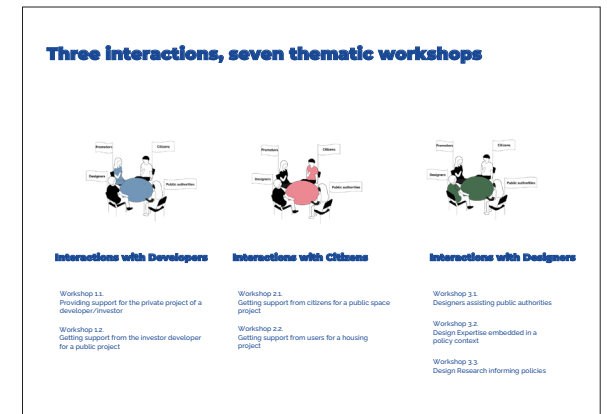 Three interactions, seven thematic workshops
Promoters
Citizens
Designers
Public authorities
Promoters
Citizens
Designers
Public authorities
Promoters
Citizens
Designers
Public authorities
Interactions with Developers
Workshop 1.1.
Providing support for the private project of a
developer/investor
Workshop 1.2.
Getting support from the investor developer
for a public project
Interactions with Citizens
Workshop 2.1.
Getting support from citizens for a public space
project
Workshop 2.2.
Getting support from users for a housing
project
Interactions with Designers
Workshop 3.1.
Designers assisting public authorities
Workshop 3.2.
Design Expertise embedded in a
policy context
Workshop 3.3.
Design Research informing policies